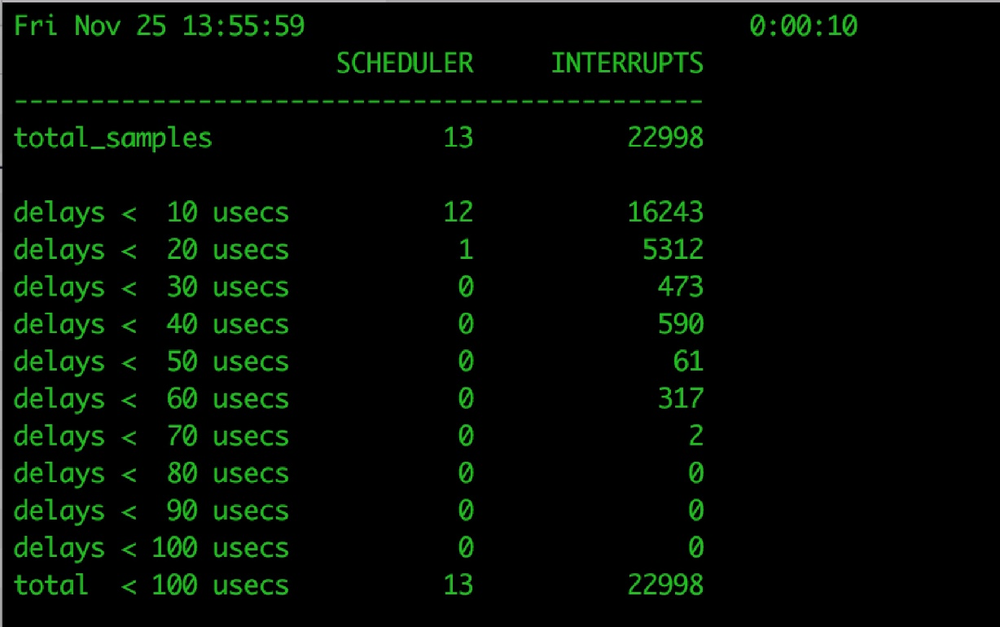 Fri Nov 25 13:55:59                             0:00:10
                     SCHEDULER     INTERRUPTS
---------------------------------------------
total_samples               13          22998

delays <  10 usecs          12          16243
delays <  20 usecs           1           5312
delays <  30 usecs           0            473
delays <  40 usecs           0            590
delays <  50 usecs           0             61
delays <  60 usecs           0            317
delays <  70 usecs           0              2
delays <  80 usecs           0              0
delays <  90 usecs           0              0
delays < 100 usecs           0              0
total  < 100 usecs          13          22998